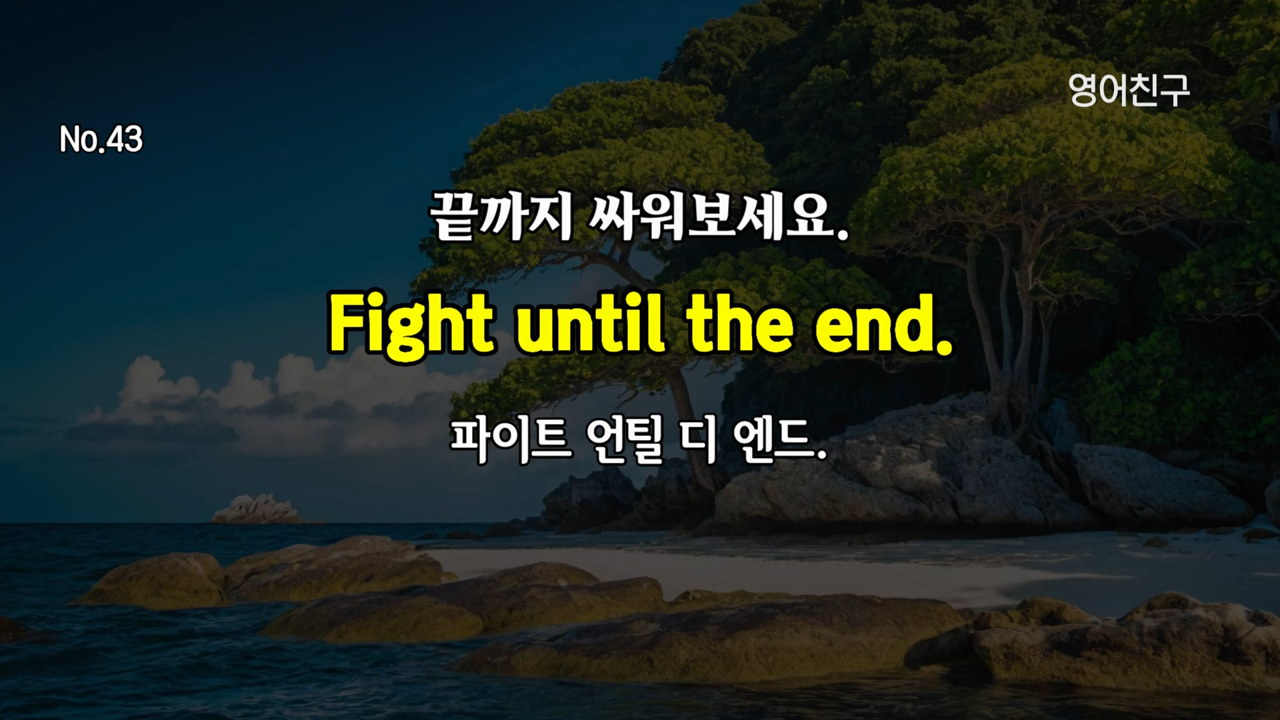 영어친구
No.43
끝까지 싸워보세요.
Fight until the end.
파이트 언틸 디 엔드.